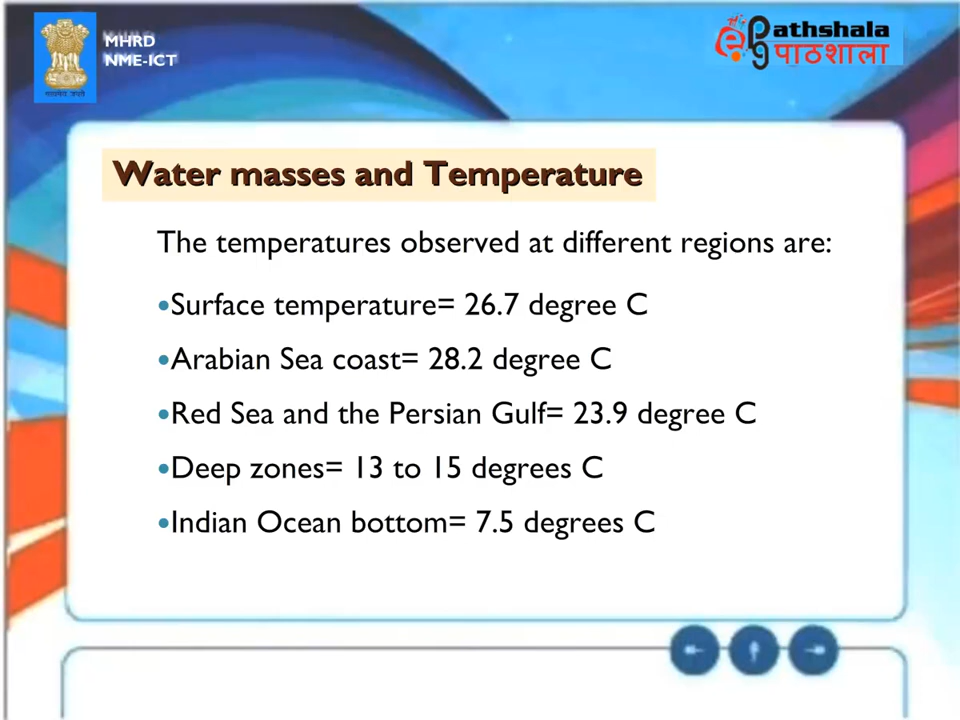 MHRD
NME-ICT
ePG Pathshala
पाठशाला
Water masses and Temperature
The temperatures observed at different regions are:
•Surface temperature= 26.7 degree C
•Arabian Sea coast= 28.2 degree C
•Red Sea and the Persian Gulf= 23.9 degree C
•Deep zones= 13 to 15 degrees C
•Indian Ocean bottom= 7.5 degrees C